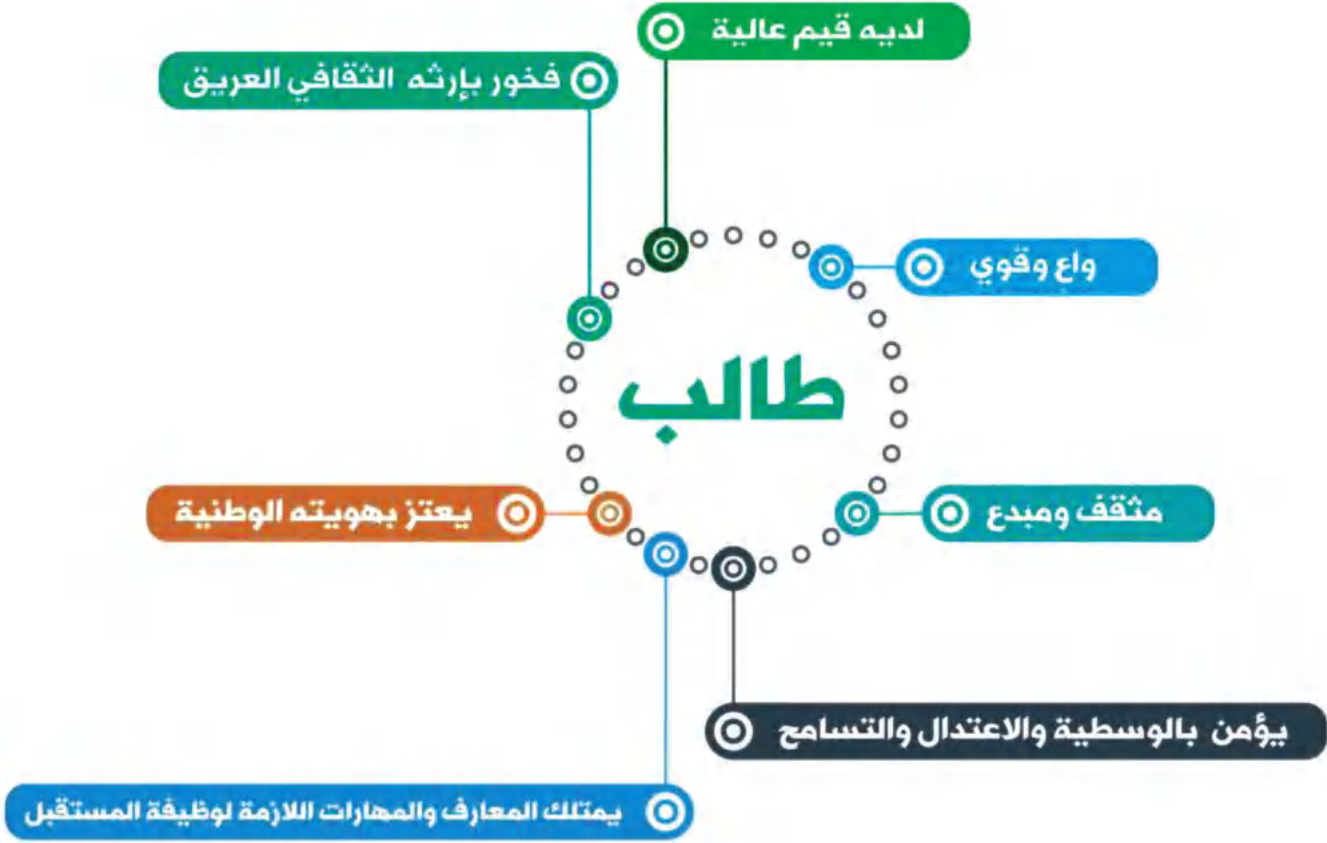 لديه قيم عالية
فخور بإرثه الثقافي العريق
واع وقوي
طالب
مثقف ومبدع
يعتز بهويته الوطنية
يؤمن بالوسطية والاعتدال والتسامح
يمتلك المعارف والمهارات اللازمة لوظيفة المستقبل